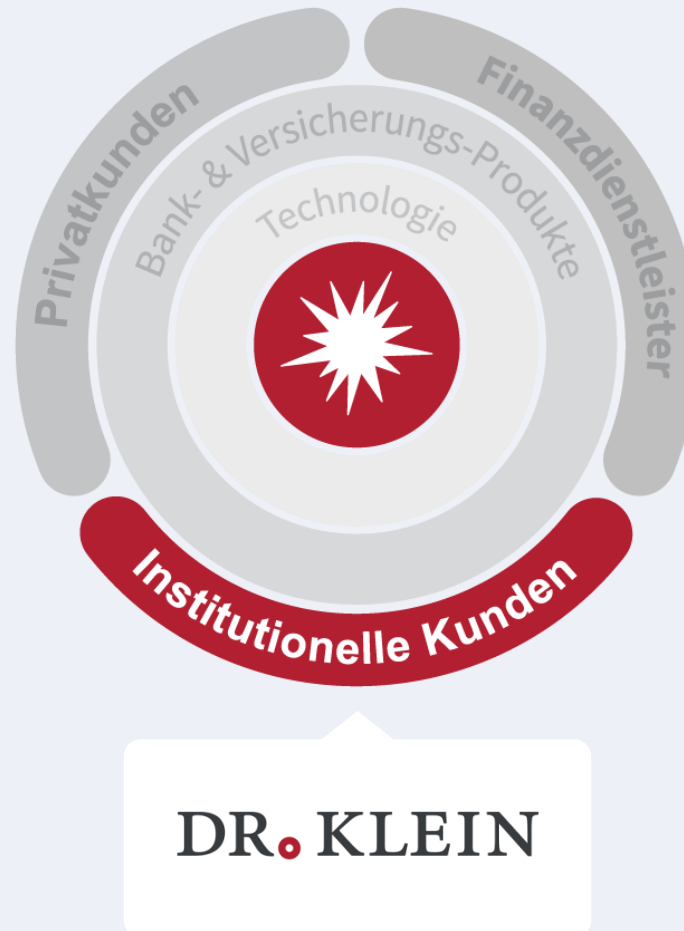 Privatkunden
Finanzdienstleister
Bank- & Versicherungs-Produkte
Technologie
Institutionelle Kunden
DR. KLEIN